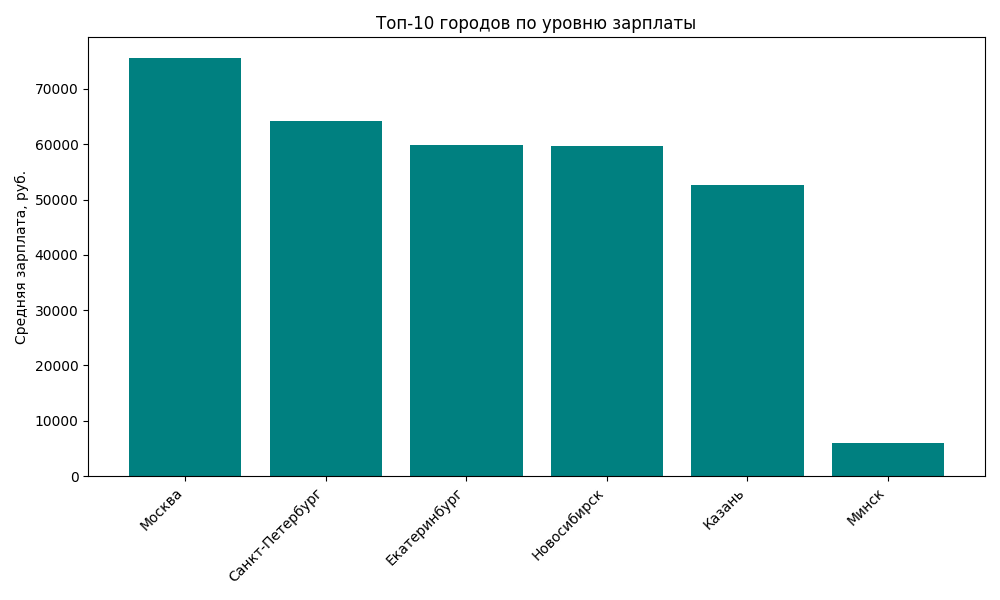 Топ-10 городов по уровню зарплаты
Средняя зарплата, руб.
70000
60000
50000
40000
30000
20000
10000
0
Москва
Санкт-Петербург
Екатеринбург
Новосибирск
Казань
Минск